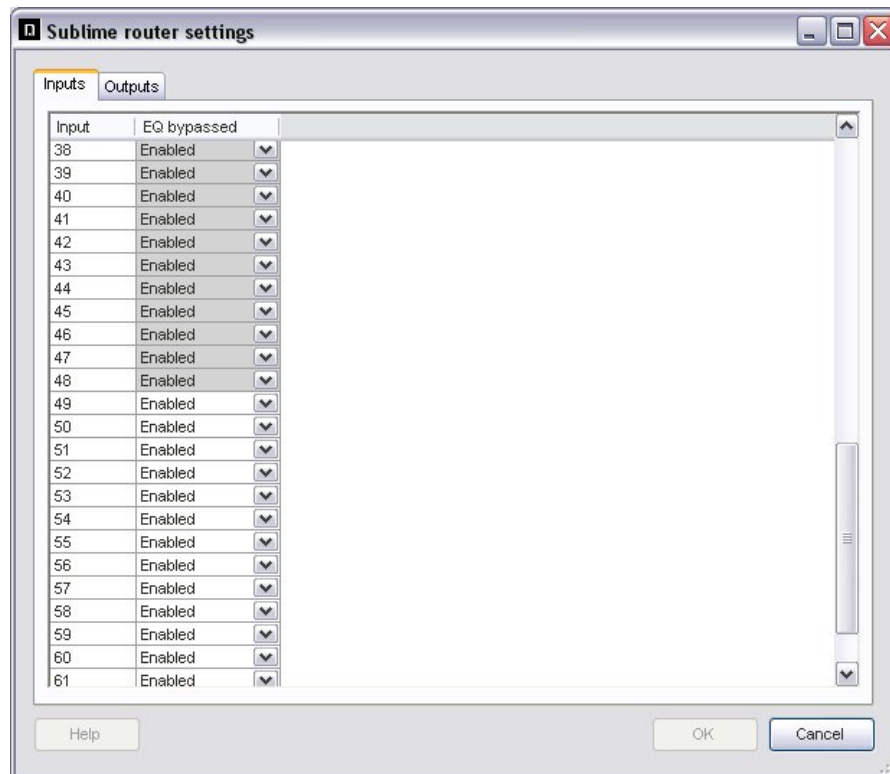 Sublime router settings
Inputs Outputs
Input EQ bypassed
38 Enabled
39 Enabled
40 Enabled
41 Enabled
42 Enabled
43 Enabled
44 Enabled
45 Enabled
46 Enabled
47 Enabled
48 Enabled
49 Enabled
50 Enabled
51 Enabled
52 Enabled
53 Enabled
54 Enabled
55 Enabled
56 Enabled
57 Enabled
58 Enabled
59 Enabled
60 Enabled
61 Enabled
Help OK Cancel